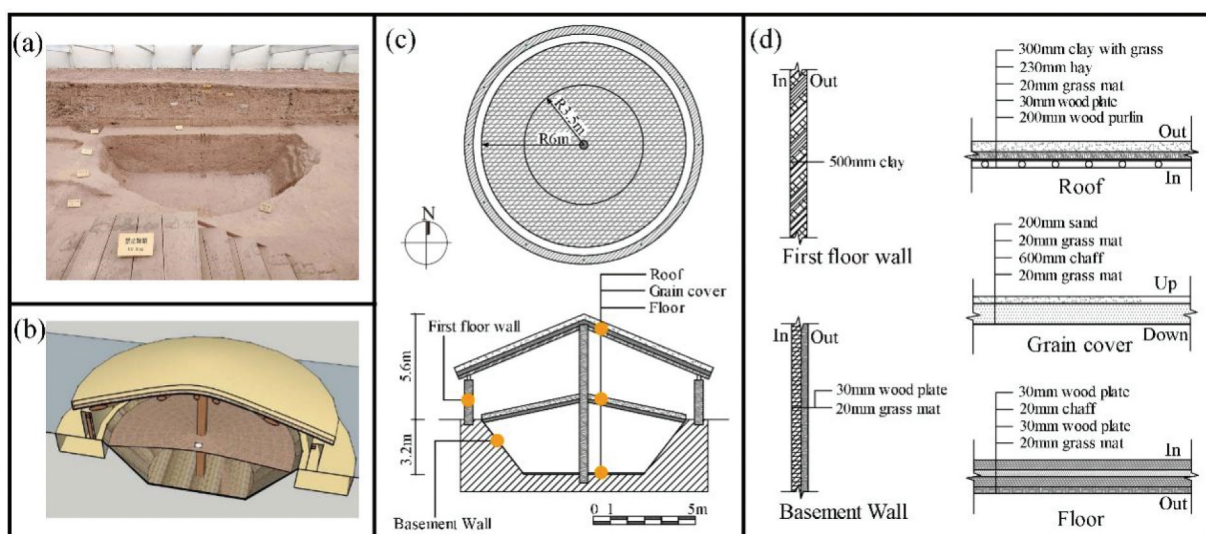 (a)
(b)
(c)
R3.5m
R6m
N
Roof
Grain cover
Floor
First floor wall
5.6m
3.2m
Basement Wall
0 1 5m
(d)
In Out
500mm clay
First floor wall
In Out
30mm wood plate
20mm grass mat
Basement Wall
300mm clay with grass
230mm hay
20mm grass mat
30mm wood plate
200mm wood purlin
Out
In
Roof
200mm sand
20mm grass mat
600mm chaff
20mm grass mat
Up
Down
Grain cover
30mm wood plate
20mm chaff
30mm wood plate
20mm grass mat
In
Out
Floor